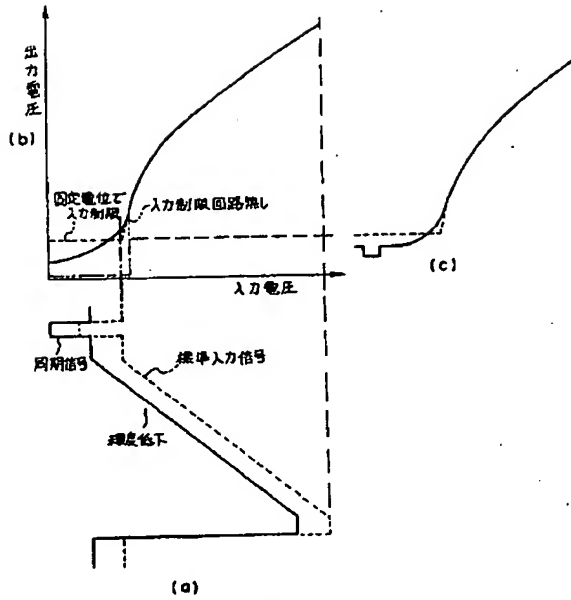 出力電圧
(b)
固定電位で
入力制限
入力制限回路無し
入力電圧
(c)
同期信号
標準入力信号
輝度低下
(a)